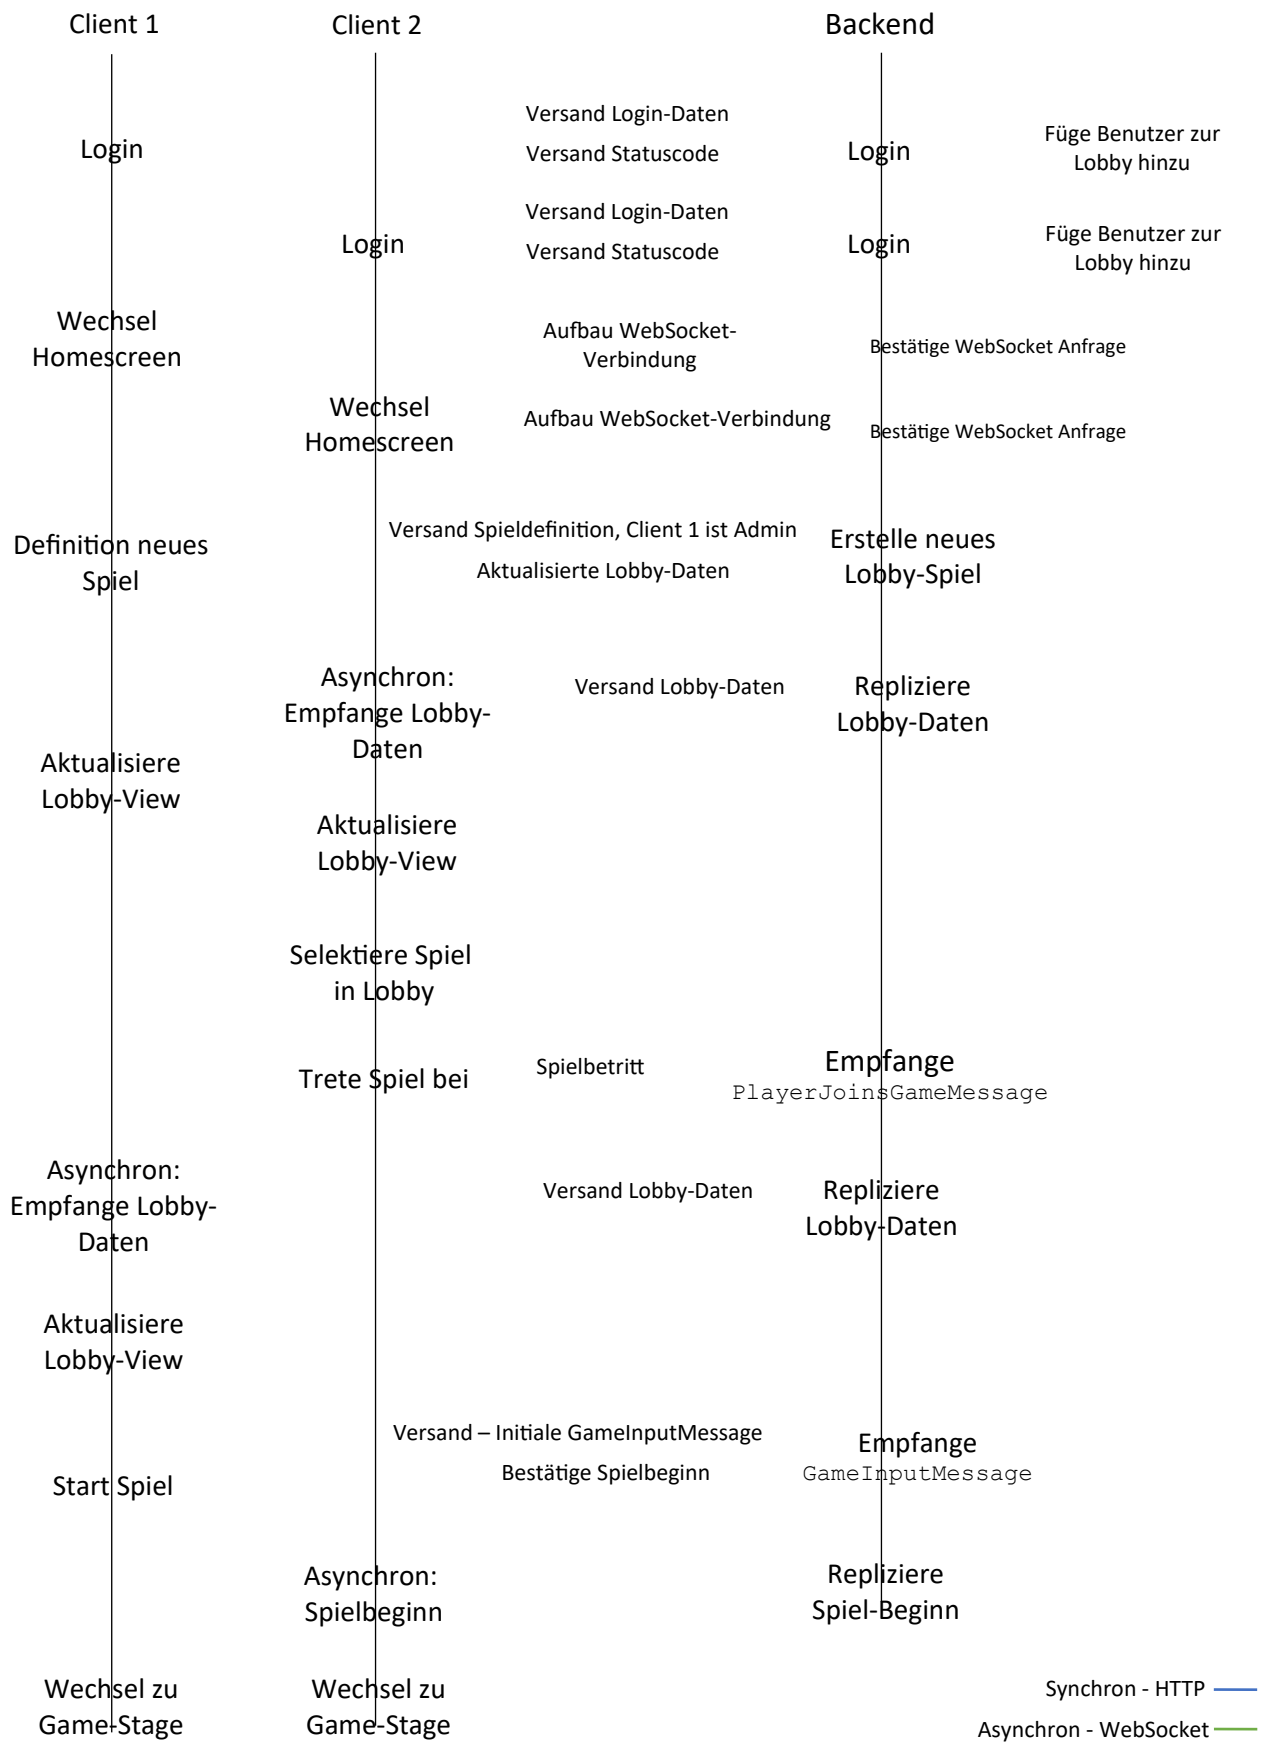 Client 1
Client 2
Backend
Login
Versand Login-Daten
Versand Statuscode
Login
Füge Benutzer zur
Lobby hinzu
Login
Versand Login-Daten
Versand Statuscode
Login
Füge Benutzer zur
Lobby hinzu
Wechsel
Homescreen
Aufbau WebSocket-
Verbindung
Bestätige WebSocket Anfrage
Wechsel
Homescreen
Aufbau WebSocket-Verbindung
Bestätige WebSocket Anfrage
Definition neues
Spiel
Versand Spieldefinition, Client 1 ist Admin
Aktualisierte Lobby-Daten
Erstelle neues
Lobby-Spiel
Asynchron:
Empfange Lobby-
Daten
Versand Lobby-Daten
Repliziere
Lobby-Daten
Aktualisiere
Lobby-View
Aktualisiere
Lobby-View
Selektiere Spiel
in Lobby
Trete Spiel bei
Spielbetritt
Empfange
PlayerJoinsGameMessage
Asynchron:
Empfange Lobby-
Daten
Versand Lobby-Daten
Repliziere
Lobby-Daten
Aktualisiere
Lobby-View
Start Spiel
Versand – Initiale GameInputMessage
Bestätige Spielbeginn
Empfange
GameInputMessage
Asynchron:
Spielbeginn
Repliziere
Spiel-Beginn
Wechsel zu
Game-Stage
Wechsel zu
Game-Stage
Synchron - HTTP
Asynchron - WebSocket